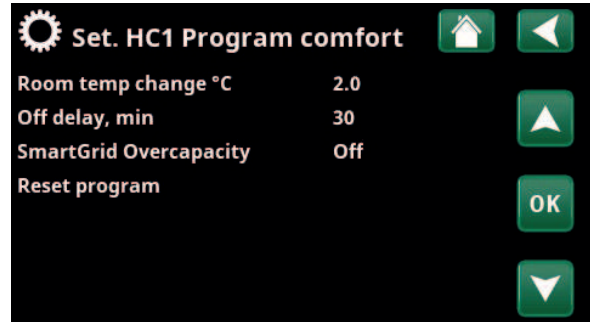 Set. HC1 Program comfort
Room temp change °C 2.0
Off delay, min 30
SmartGrid Overcapacity Off
Reset program
OK